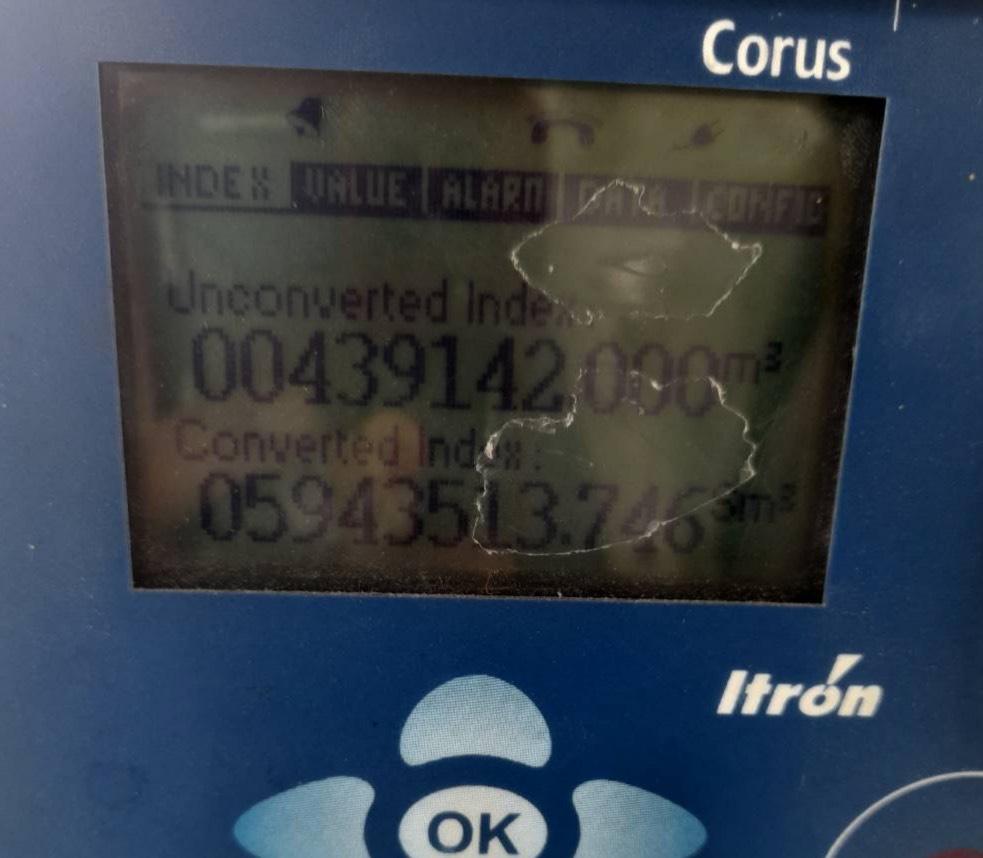 Corus
INDEX VALUE ALARM DATA CONFIG
Unconverted Index:
00439142.000m³
Converted Index:
05943513.746Sm³
Itron
OK